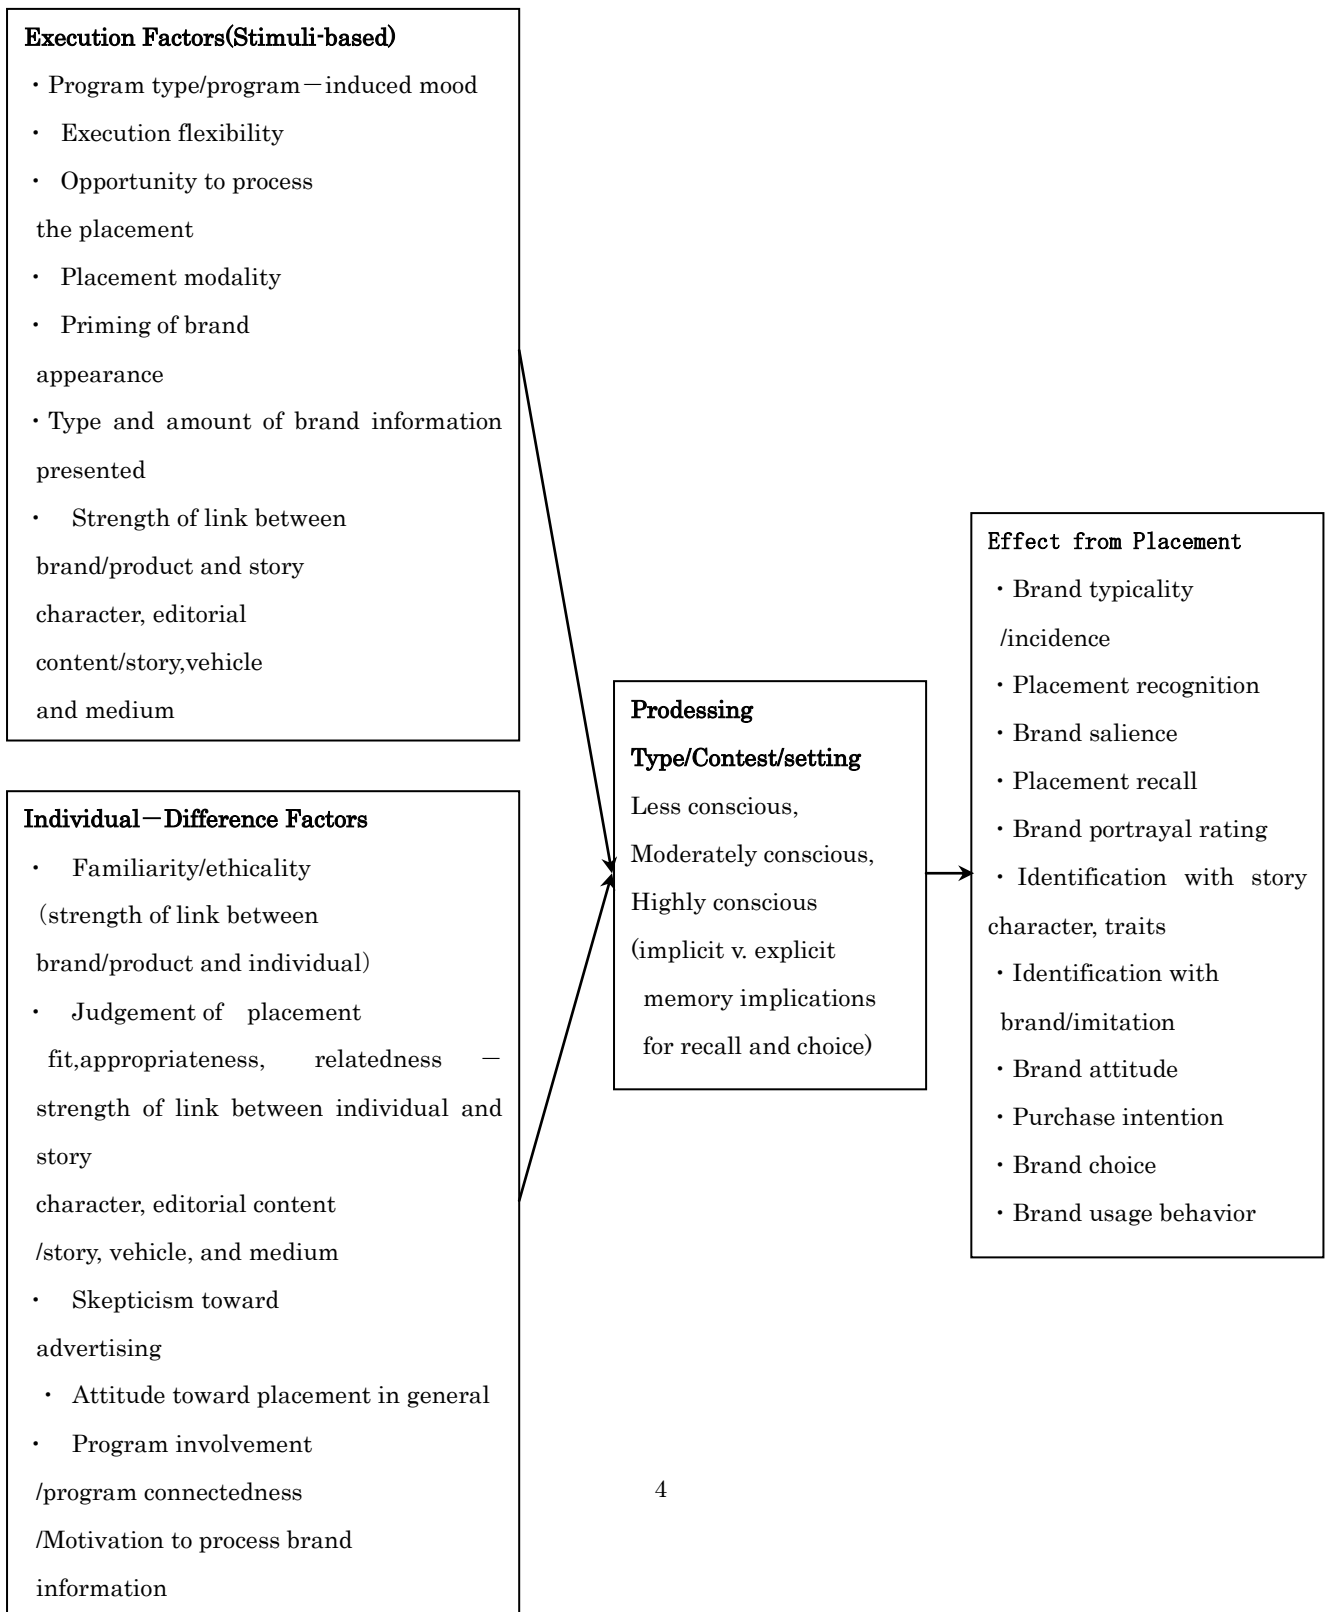 Execution Factors(Stimuli-based)
・Program type/program－induced mood
・ Execution flexibility
・ Opportunity to process
the placement
・ Placement modality
・ Priming of brand
appearance
・Type and amount of brand information
presented
・ Strength of link between
brand/product and story
character, editorial
content/story,vehicle
and medium
Individual－Difference Factors
・ Familiarity/ethicality
（strength of link between
brand/product and individual）
・ Judgement of placement
fit,appropriateness, relatedness －
strength of link between individual and
story
character, editorial content
/story, vehicle, and medium
・ Skepticism toward
advertising
・ Attitude toward placement in general
・ Program involvement
/program connectedness
/Motivation to process brand
information
Prodessing
Type/Contest/setting
Less conscious,
Moderately conscious,
Highly conscious
(implicit v. explicit
memory implications
for recall and choice)
Effect from Placement
・Brand typicality
/incidence
・Placement recognition
・Brand salience
・Placement recall
・Brand portrayal rating
・Identification with story
character, traits
・Identification with
brand/imitation
・Brand attitude
・Purchase intention
・Brand choice
・Brand usage behavior
4